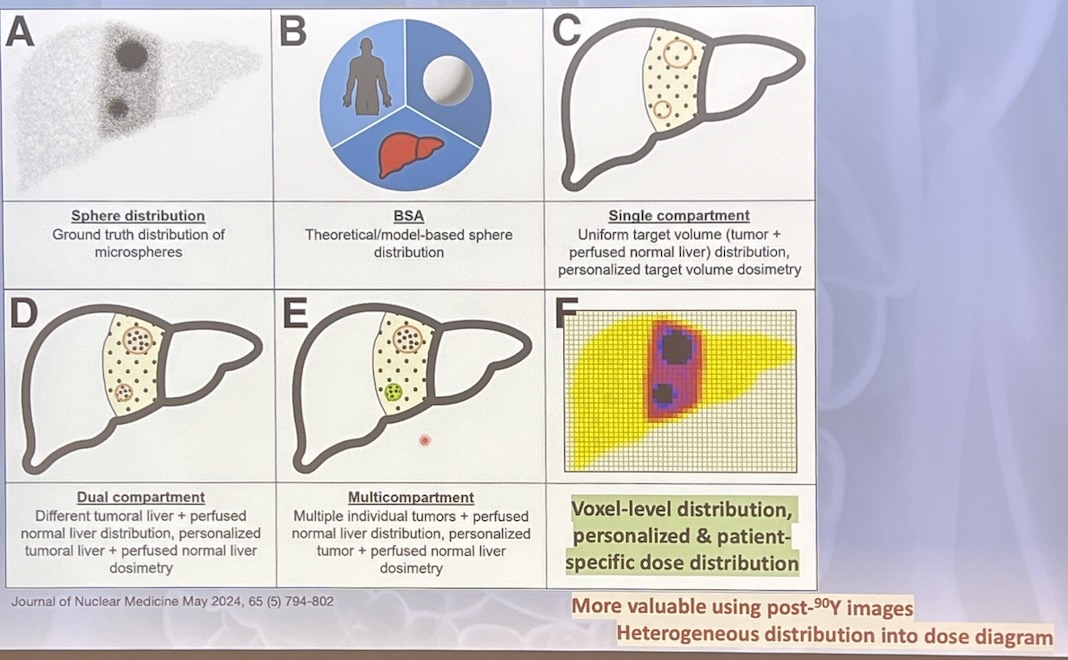 A
B
C
Sphere distribution
Ground truth distribution of
microspheres
BSA
Theoretical/model-based sphere
distribution
Single compartment
Uniform target volume (tumor +
perfused normal liver) distribution,
personalized target volume dosimetry
D
E
F
Dual compartment
Different tumoral liver + perfused
normal liver distribution, personalized
tumoral liver + perfused normal liver
dosimetry
Multicompartment
Multiple individual tumors + perfused
normal liver distribution, personalized
tumor + perfused normal liver
dosimetry
Voxel-level distribution,
personalized & patient-
specific dose distribution
Journal of Nuclear Medicine May 2024, 65 (5) 794-802
More valuable using post-⁹⁰Y images
Heterogeneous distribution into dose diagram